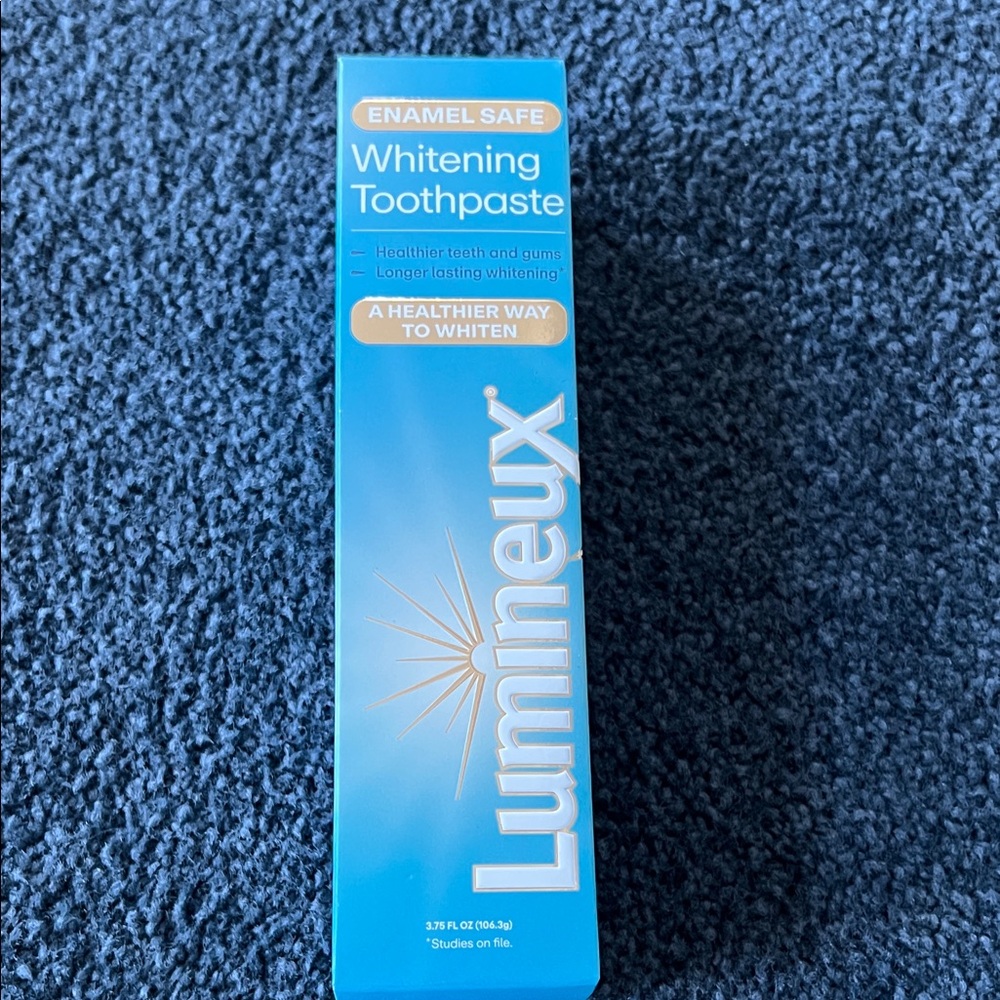 ENAMEL SAFE
Whitening
Toothpaste
– Healthier teeth and gums
– Longer lasting whitening*
A HEALTHIER WAY
TO WHITEN
Lumineux®
3.75 FL OZ (106.3g)
*Studies on file.